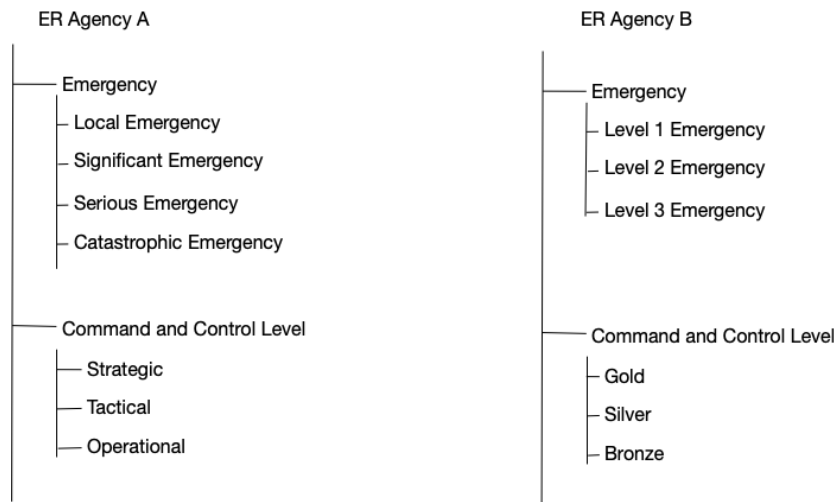 ER Agency A
Emergency
Local Emergency
Significant Emergency
Serious Emergency
Catastrophic Emergency
Command and Control Level
Strategic
Tactical
Operational
ER Agency B
Emergency
Level 1 Emergency
Level 2 Emergency
Level 3 Emergency
Command and Control Level
Gold
Silver
Bronze